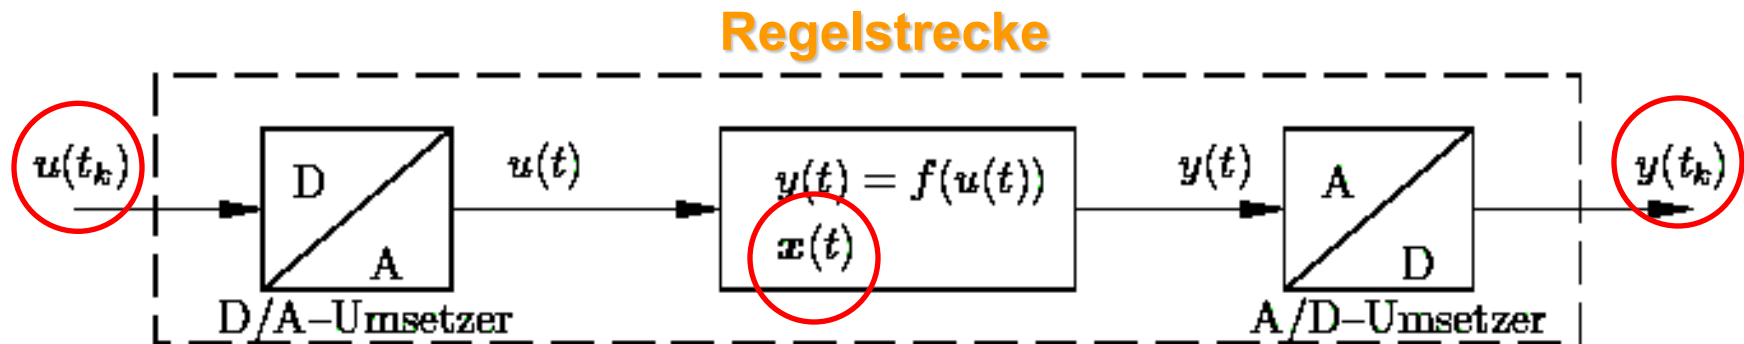 Regelstrecke
u(t_k)
D
A
D/A–Umsetzer
u(t)
y(t) = f(u(t))
x(t)
y(t)
A
D
A/D–Umsetzer
y(t_k)